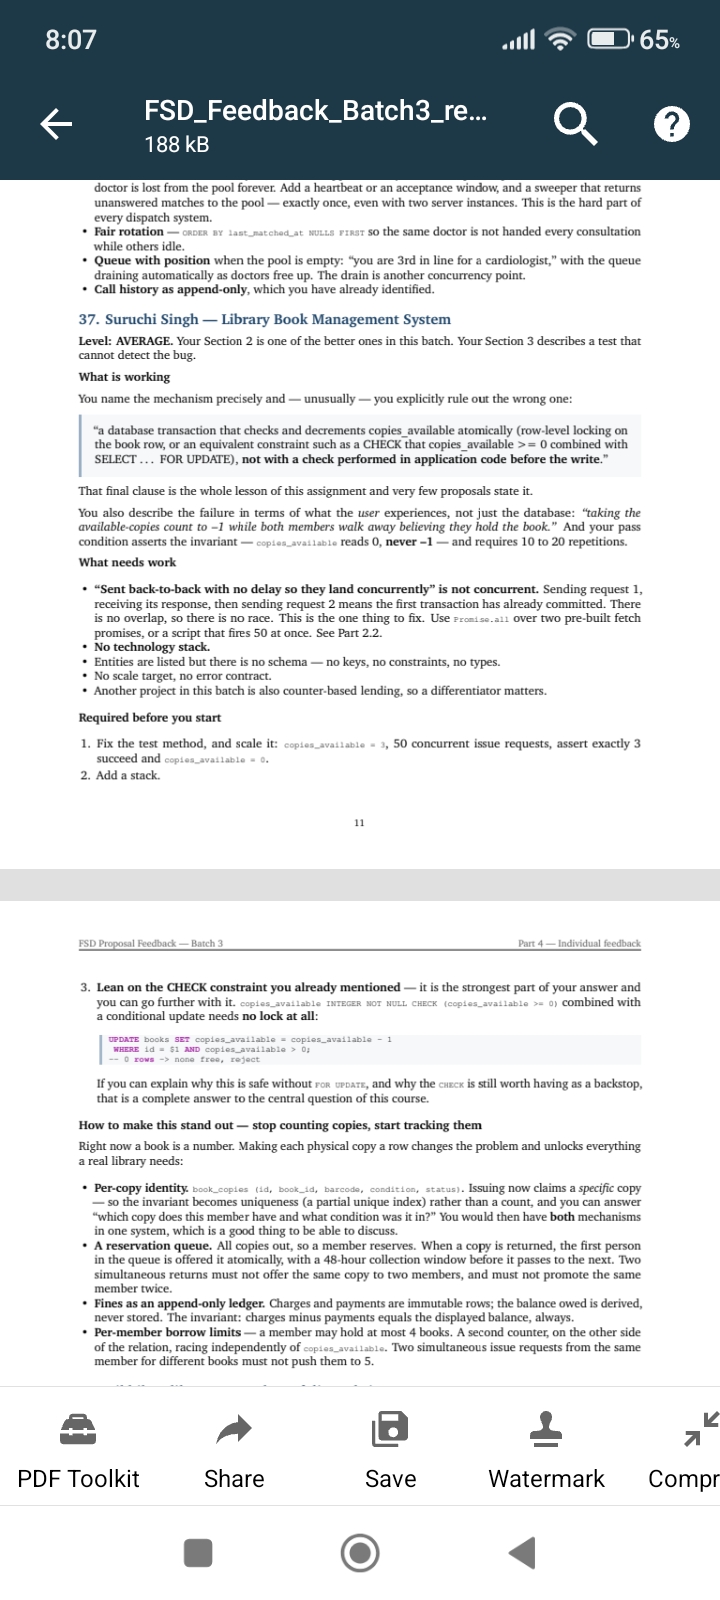 8:07
65%
FSD_Feedback_Batch3_re...
188 kB
doctor is lost from the pool forever. Add a heartbeat or an acceptance window, and a sweeper that returns
unanswered matches to the pool — exactly once, even with two server instances. This is the hard part of
every dispatch system.
• Fair rotation — ORDER BY last_matched_at NULLS FIRST so the same doctor is not handed every consultation
while others idle.
• Queue with position when the pool is empty: “you are 3rd in line for a cardiologist,” with the queue
draining automatically as doctors free up. The drain is another concurrency point.
• Call history as append-only, which you have already identified.
37. Suruchi Singh — Library Book Management System
Level: AVERAGE. Your Section 2 is one of the better ones in this batch. Your Section 3 describes a test that
cannot detect the bug.
What is working
You name the mechanism precisely and — unusually — you explicitly rule out the wrong one:
“a database transaction that checks and decrements copies_available atomically (row-level locking on
the book row, or an equivalent constraint such as a CHECK that copies_available >= 0 combined with
SELECT ... FOR UPDATE), not with a check performed in application code before the write.”
That final clause is the whole lesson of this assignment and very few proposals state it.
You also describe the failure in terms of what the user experiences, not just the database: “taking the
available-copies count to –1 while both members walk away believing they hold the book.” And your pass
condition asserts the invariant — copies_available reads 0, never –1 — and requires 10 to 20 repetitions.
What needs work
• “Sent back-to-back with no delay so they land concurrently” is not concurrent. Sending request 1,
receiving its response, then sending request 2 means the first transaction has already committed. There
is no overlap, so there is no race. This is the one thing to fix. Use Promise.all over two pre-built fetch
promises, or a script that fires 50 at once. See Part 2.2.
• No technology stack.
• Entities are listed but there is no schema — no keys, no constraints, no types.
• No scale target, no error contract.
• Another project in this batch is also counter-based lending, so a differentiator matters.
Required before you start
1. Fix the test method, and scale it: copies_available = 3, 50 concurrent issue requests, assert exactly 3
succeed and copies_available = 0.
2. Add a stack.
11
FSD Proposal Feedback — Batch 3 Part 4 — Individual feedback
3. Lean on the CHECK constraint you already mentioned — it is the strongest part of your answer and
you can go further with it. copies_available INTEGER NOT NULL CHECK (copies_available >= 0) combined with
a conditional update needs no lock at all:
UPDATE books SET copies_available = copies_available - 1
WHERE id = $1 AND copies_available > 0;
-- 0 rows -> none free, reject
If you can explain why this is safe without FOR UPDATE, and why the CHECK is still worth having as a backstop,
that is a complete answer to the central question of this course.
How to make this stand out — stop counting copies, start tracking them
Right now a book is a number. Making each physical copy a row changes the problem and unlocks everything
a real library needs:
• Per-copy identity. book_copies (id, book_id, barcode, condition, status). Issuing now claims a specific copy
— so the invariant becomes uniqueness (a partial unique index) rather than a count, and you can answer
“which copy does this member have and what condition was it in?” You would then have both mechanisms
in one system, which is a good thing to be able to discuss.
• A reservation queue. All copies out, so a member reserves. When a copy is returned, the first person
in the queue is offered it atomically, with a 48-hour collection window before it passes to the next. Two
simultaneous returns must not offer the same copy to two members, and must not promote the same
member twice.
• Fines as an append-only ledger. Charges and payments are immutable rows; the balance owed is derived,
never stored. The invariant: charges minus payments equals the displayed balance, always.
• Per-member borrow limits — a member may hold at most 4 books. A second counter, on the other side
of the relation, racing independently of copies_available. Two simultaneous issue requests from the same
member for different books must not push them to 5.
PDF Toolkit
Share
Save
Watermark
Compr